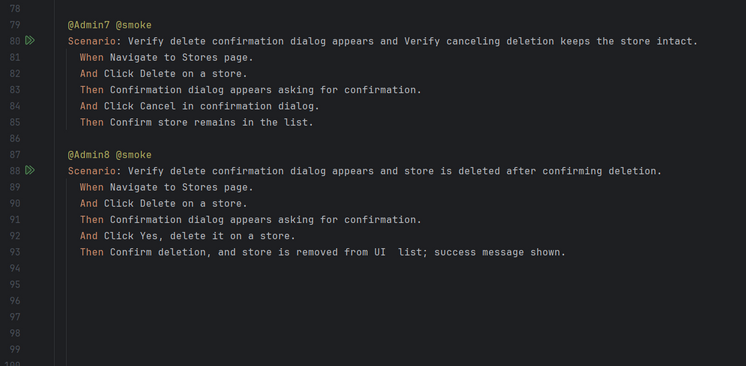 78
79 @Admin7 @smoke
80 Scenario: Verify delete confirmation dialog appears and Verify canceling deletion keeps the store intact.
81 When Navigate to Stores page.
82 And Click Delete on a store.
83 Then Confirmation dialog appears asking for confirmation.
84 And Click Cancel in confirmation dialog.
85 Then Confirm store remains in the list.
86
87 @Admin8 @smoke
88 Scenario: Verify delete confirmation dialog appears and store is deleted after confirming deletion.
89 When Navigate to Stores page.
90 And Click Delete on a store.
91 Then Confirmation dialog appears asking for confirmation.
92 And Click Yes, delete it on a store.
93 Then Confirm deletion, and store is removed from UI  list; success message shown.
94
95
96
97
98
99
100